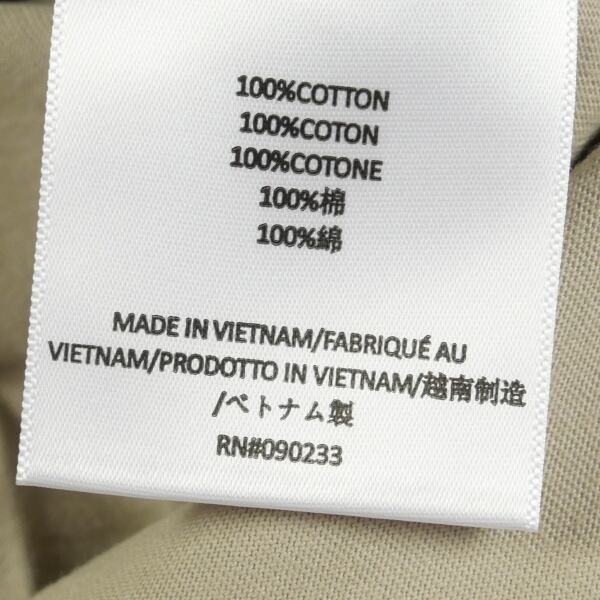 100%COTTON
100%COTON
100%COTONE
100%棉
100%綿
MADE IN VIETNAM/FABRIQUÉ AU
VIETNAM/PRODOTTO IN VIETNAM/越南制造
/ベトナム製
RN#090233